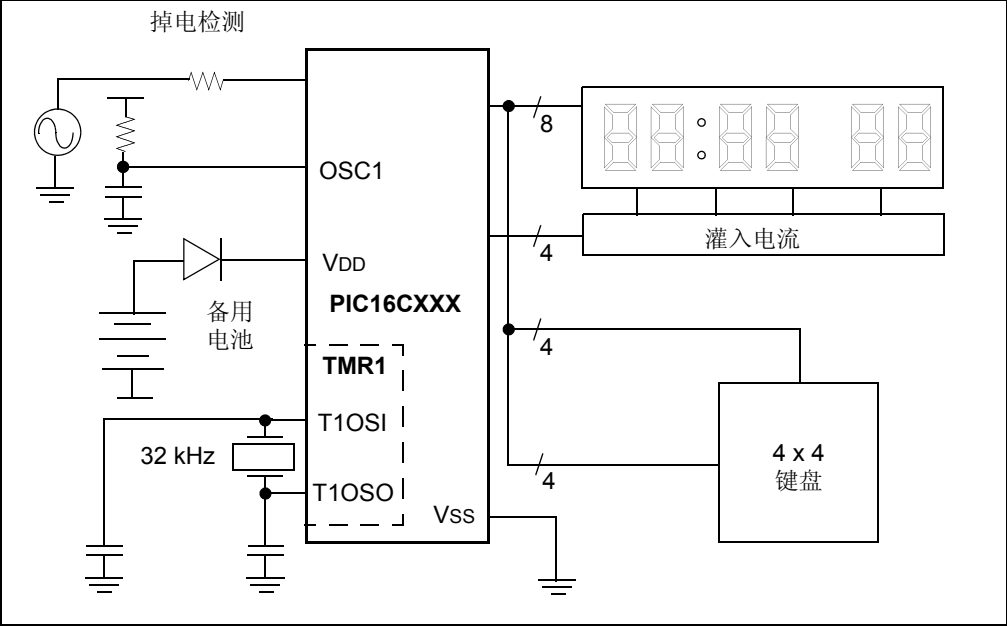 掉电检测
8
OSC1
灌入电流
4
VDD
备用
电池
PIC16CXXX
4
TMR1
T1OSI
32 kHz
4 x 4
键盘
4
T1OSO
VSS